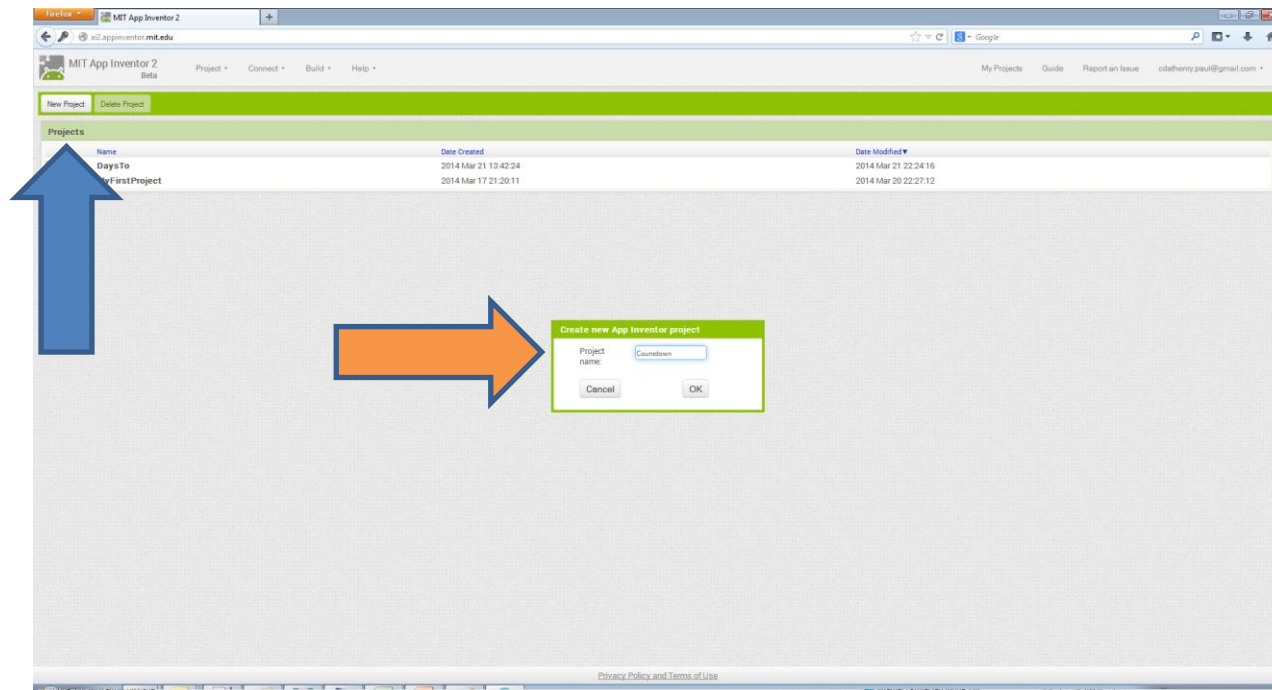 Firefox
MIT App Inventor 2
ai2.appinventor.mit.edu
Google
MIT App Inventor 2
Beta
Project
Connect
Build
Help
My Projects
Guide
Report an Issue
cdathenry.paul@gmail.com
New Project
Delete Project
Projects
Name
Date Created
Date Modified
DaysTo
2014 Mar 21 13:42:24
2014 Mar 21 22:24:16
yFirstProject
2014 Mar 17 21:20:11
2014 Mar 20 22:27:12
Create new App Inventor project
Project
name:
Countdown
Cancel
OK
Privacy Policy and Terms of Use